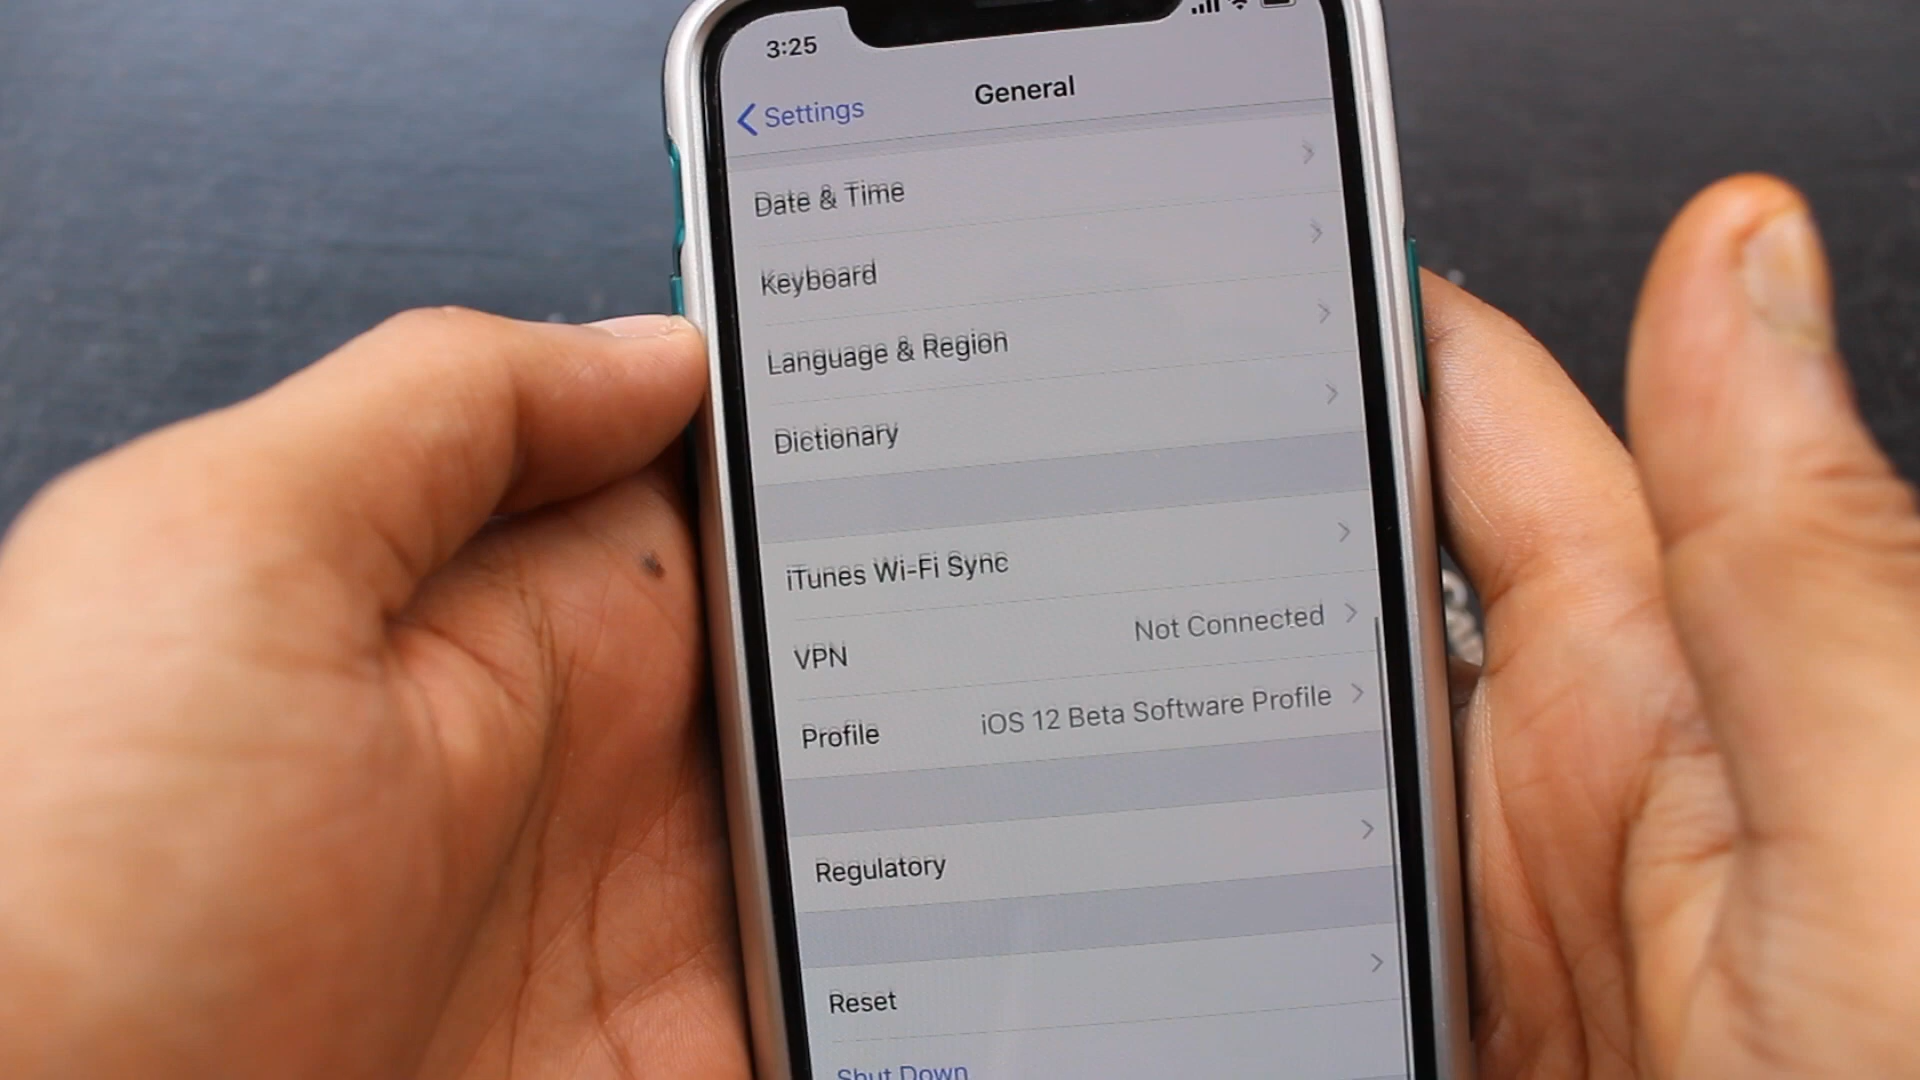 3:25
Settings
General
Date & Time
Keyboard
Language & Region
Dictionary
iTunes Wi-Fi Sync
VPN Not Connected
Profile iOS 12 Beta Software Profile
Regulatory
Reset
Shut Down